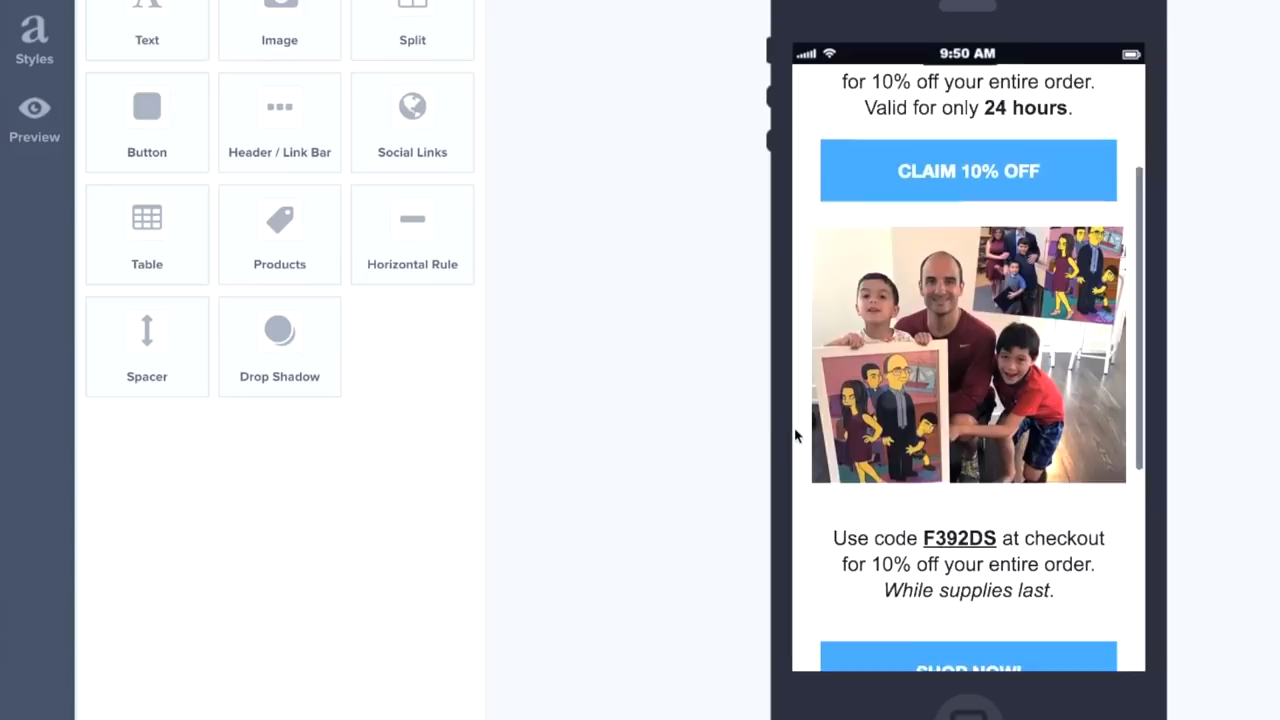 Styles
Preview
Text
Image
Split
Button
Header / Link Bar
Social Links
Table
Products
Horizontal Rule
Spacer
Drop Shadow
9:50 AM
for 10% off your entire order.
Valid for only 24 hours.
CLAIM 10% OFF
Use code F392DS at checkout
for 10% off your entire order.
While supplies last.
SHOP NOW!